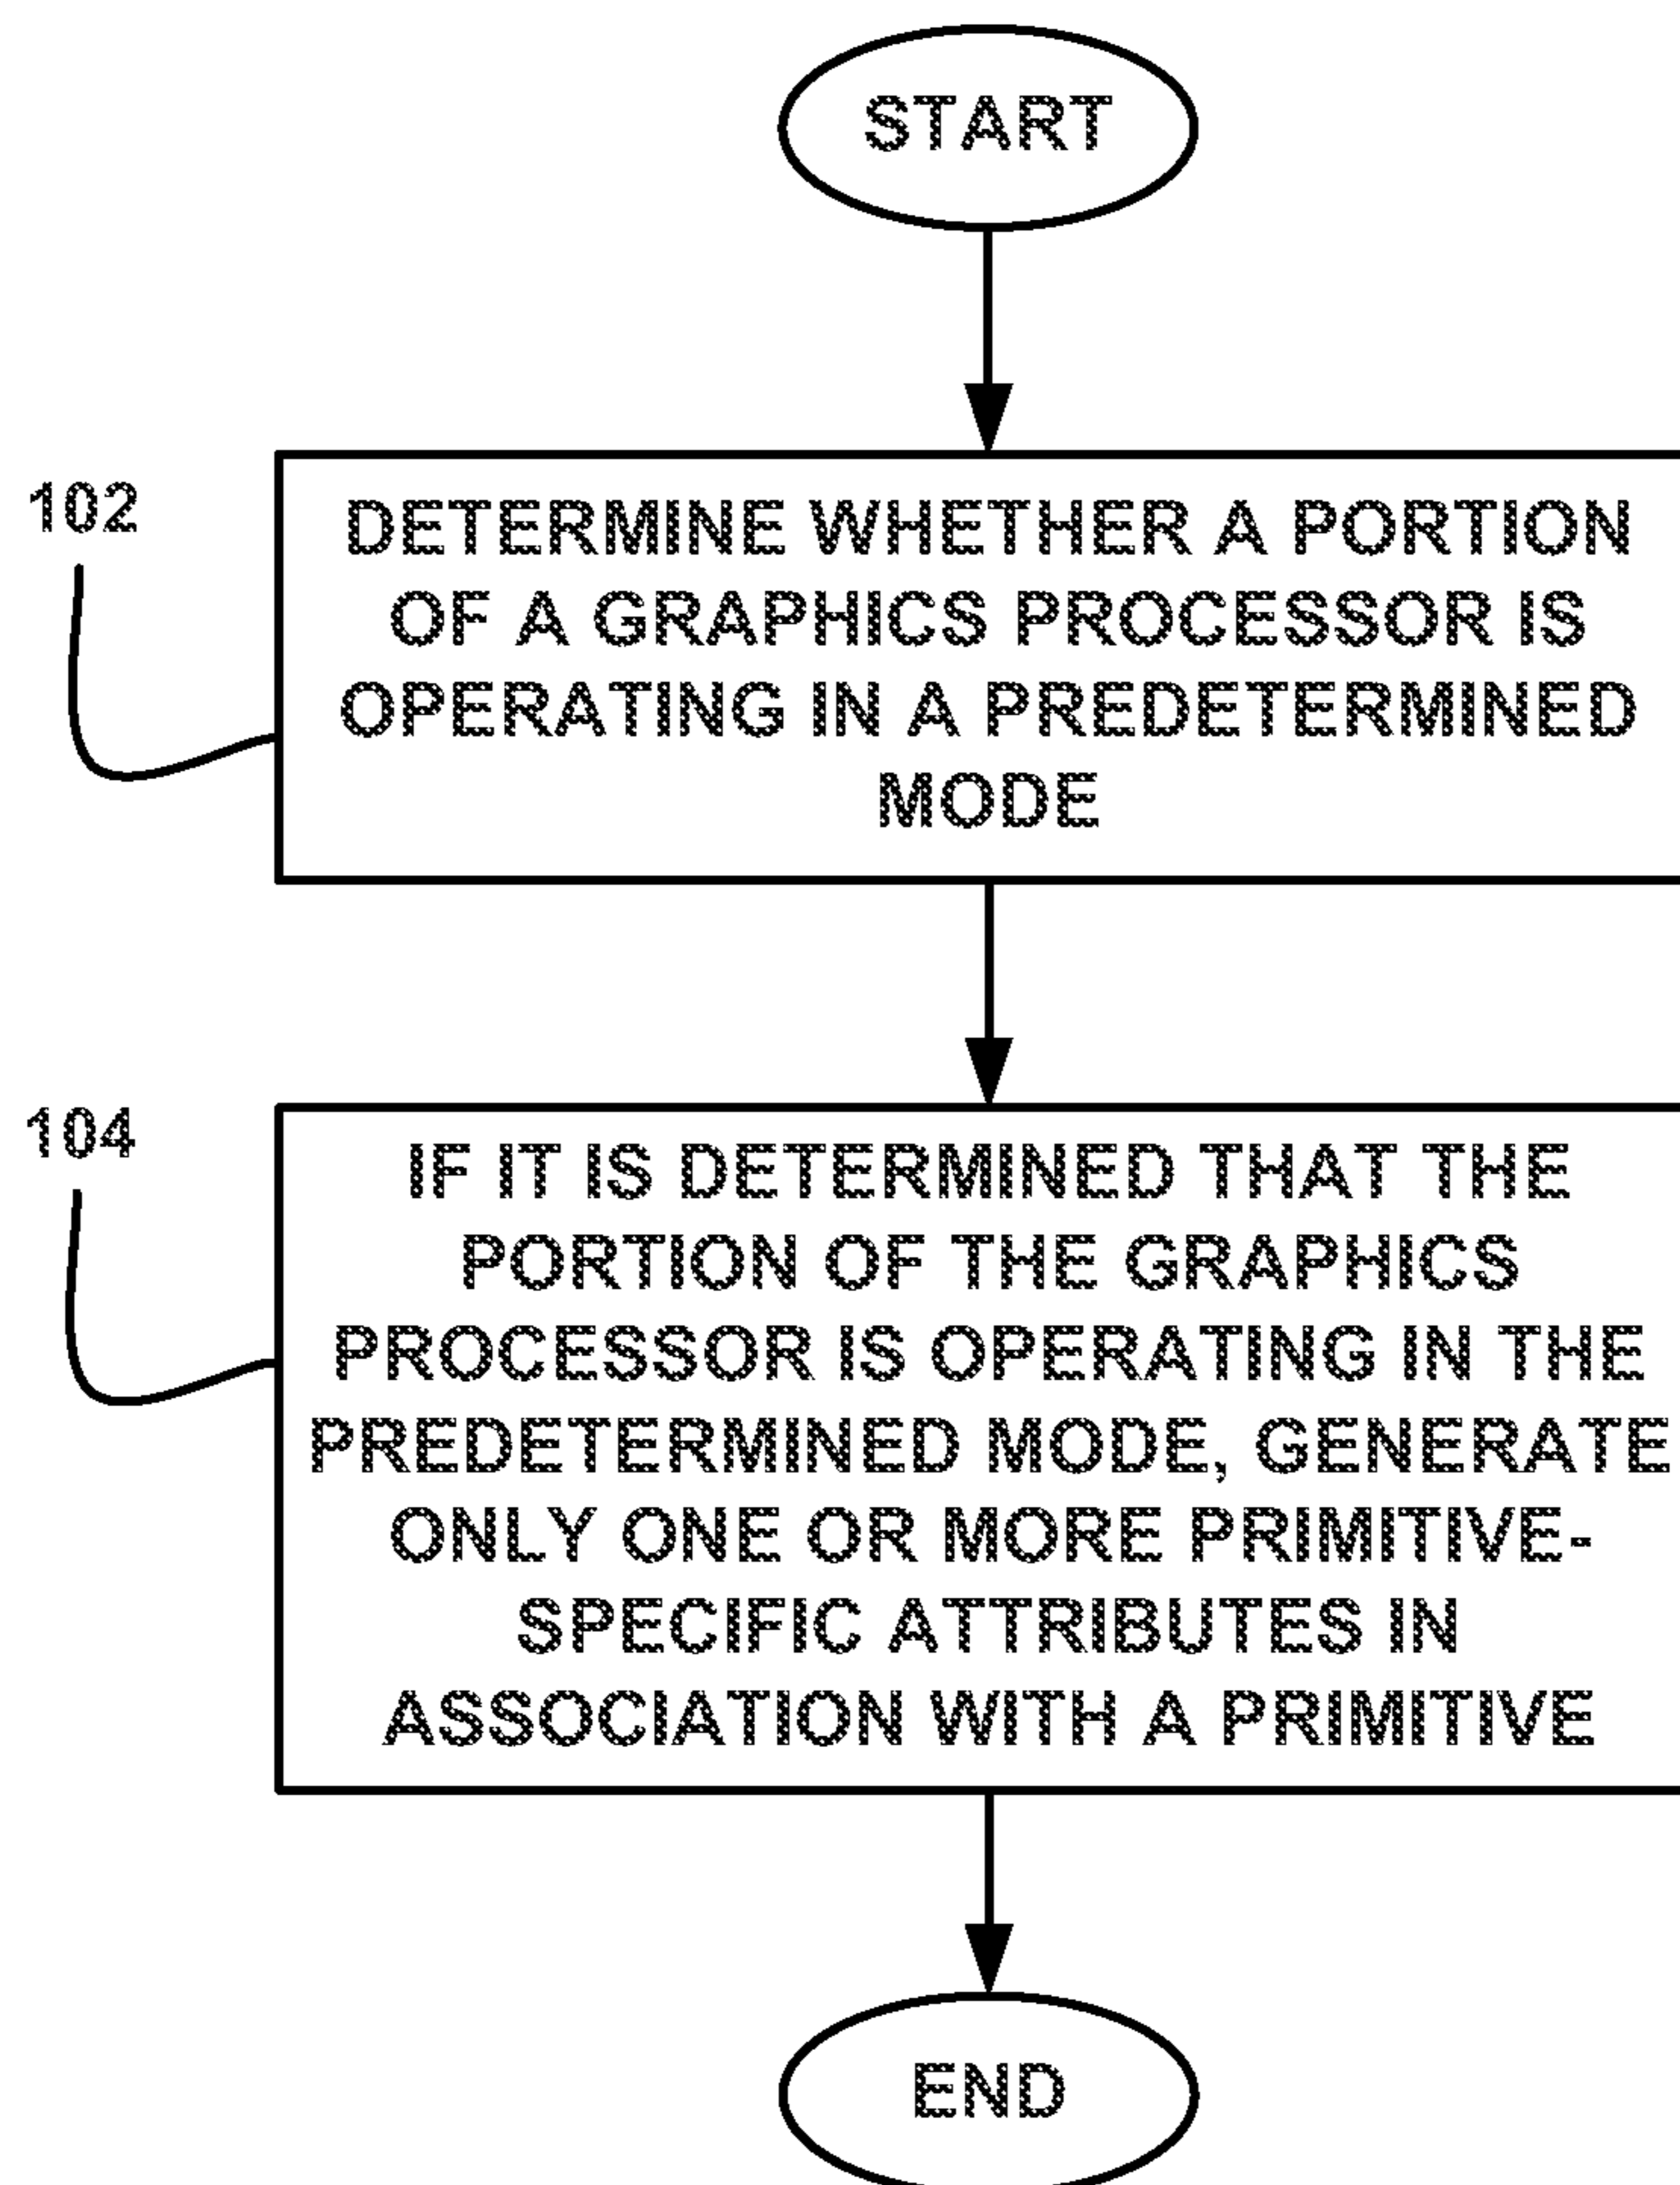 START
102
DETERMINE WHETHER A PORTION
OF A GRAPHICS PROCESSOR IS
OPERATING IN A PREDETERMINED
MODE
104
IF IT IS DETERMINED THAT THE
PORTION OF THE GRAPHICS
PROCESSOR IS OPERATING IN THE
PREDETERMINED MODE, GENERATE
ONLY ONE OR MORE PRIMITIVE-
SPECIFIC ATTRIBUTES IN
ASSOCIATION WITH A PRIMITIVE
END